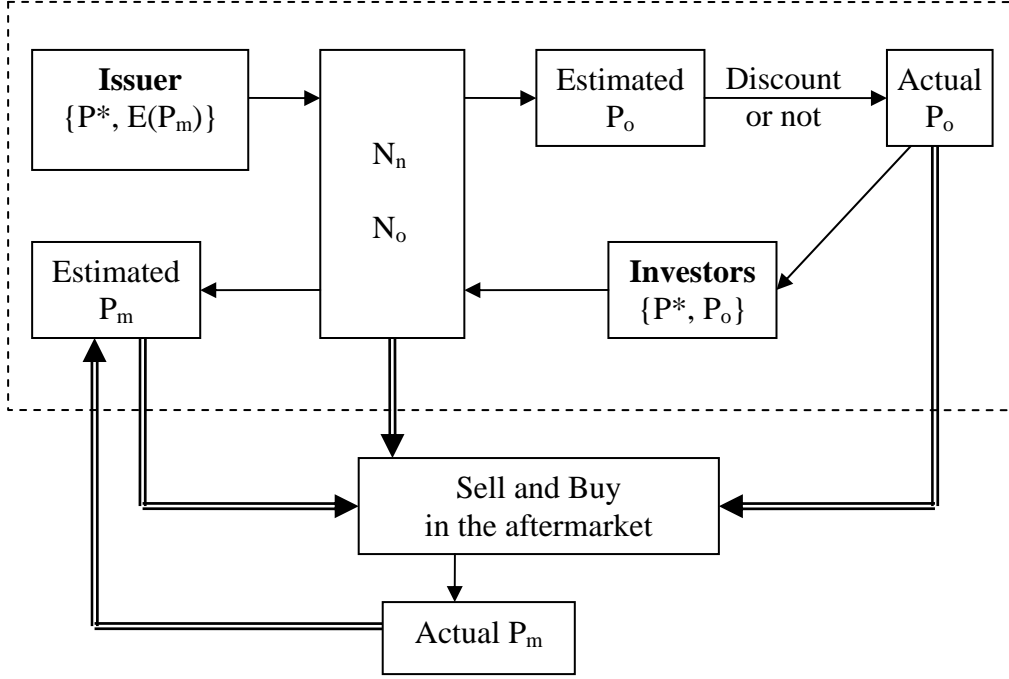 Issuer
{P*, E(Pₘ)}
Nₙ
Nₒ
Estimated
Pₒ
Discount
or not
Actual
Pₒ
Estimated
Pₘ
Investors
{P*, Pₒ}
Sell and Buy
in the aftermarket
Actual Pₘ